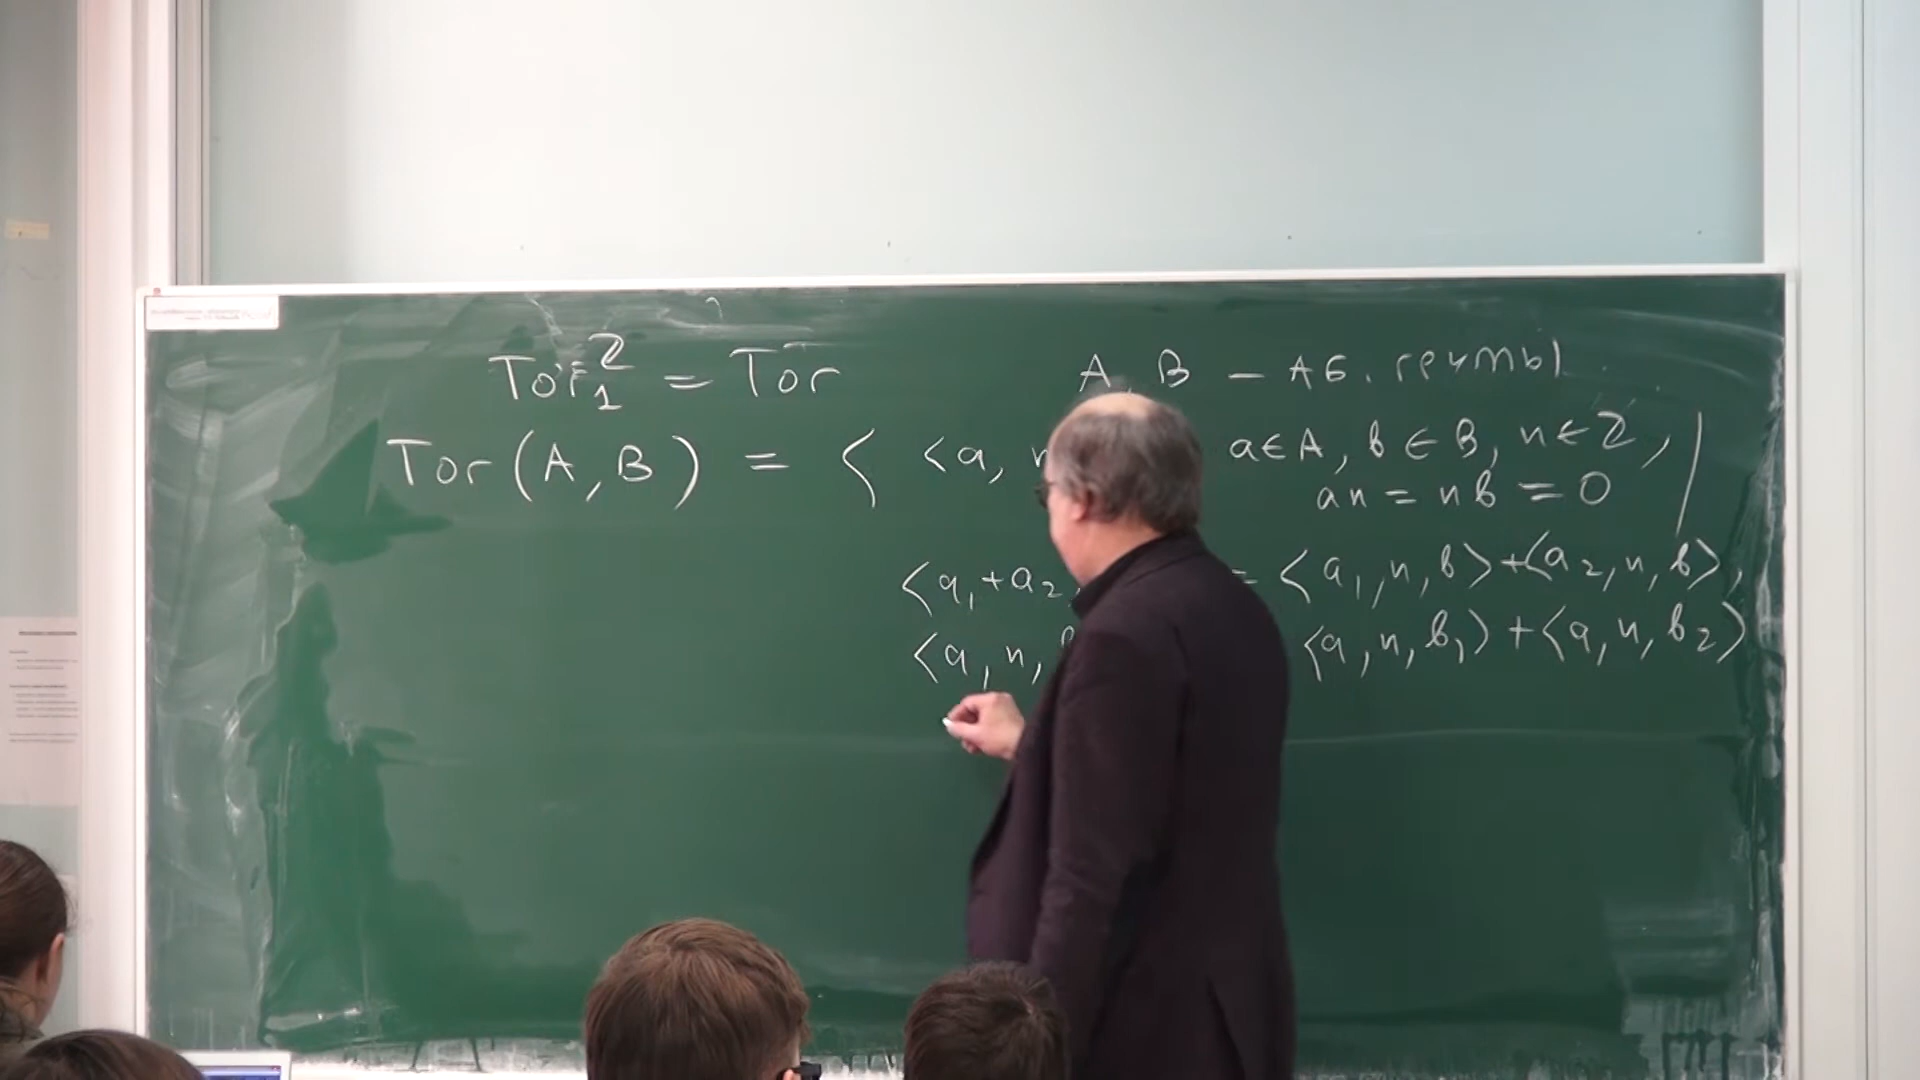 Tor₁^ℤ = Tor    A, B – Аб. группы
Tor(A, B) = ⟨ <a, n    a∈A, b∈B, n∈ℤ, |
an = nb = 0
⟨a₁+a₂,    = ⟨a₁, n, b⟩+⟨a₂, n, b⟩,
⟨a, n,    ⟨a, n, b₁⟩+⟨a, n, b₂⟩